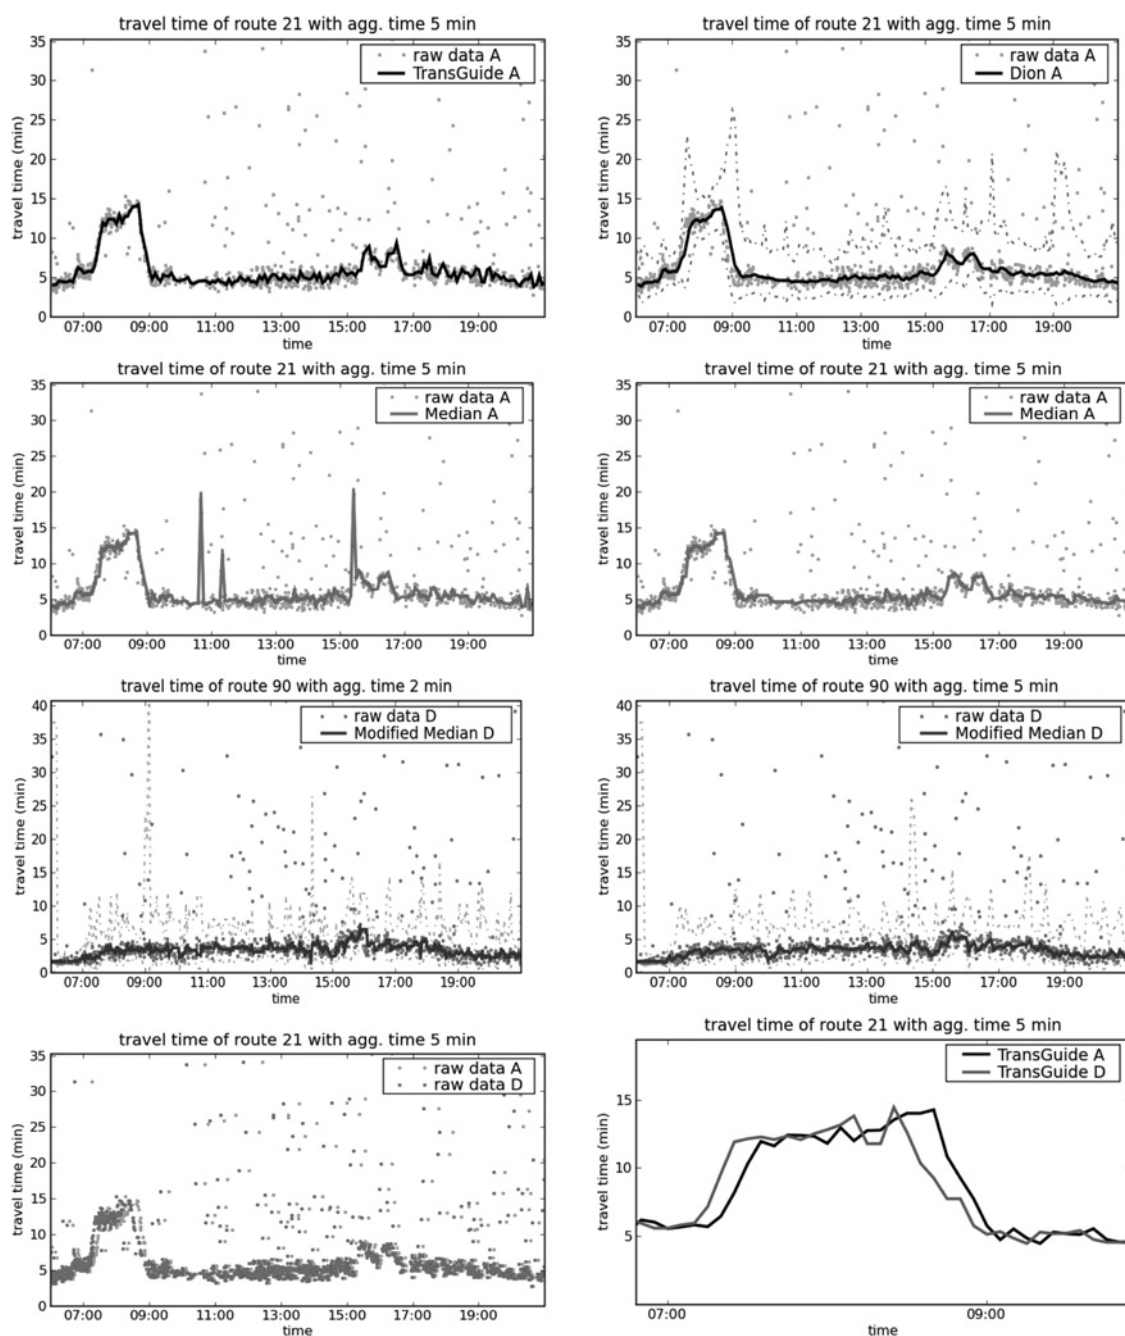 travel time of route 21 with agg. time 5 min
35
30
25
20
15
10
5
0
travel time (min)
raw data A
TransGuide A
07:00 09:00 11:00 13:00 15:00 17:00 19:00
time
travel time of route 21 with agg. time 5 min
35
30
25
20
15
10
5
0
travel time (min)
raw data A
Dion A
07:00 09:00 11:00 13:00 15:00 17:00 19:00
time
travel time of route 21 with agg. time 5 min
35
30
25
20
15
10
5
0
travel time (min)
raw data A
Median A
07:00 09:00 11:00 13:00 15:00 17:00 19:00
time
travel time of route 21 with agg. time 5 min
35
30
25
20
15
10
5
0
travel time (min)
raw data A
Median A
07:00 09:00 11:00 13:00 15:00 17:00 19:00
time
travel time of route 90 with agg. time 2 min
40
35
30
25
20
15
10
5
0
travel time (min)
raw data D
Modified Median D
07:00 09:00 11:00 13:00 15:00 17:00 19:00
time
travel time of route 90 with agg. time 5 min
40
35
30
25
20
15
10
5
0
travel time (min)
raw data D
Modified Median D
07:00 09:00 11:00 13:00 15:00 17:00 19:00
time
travel time of route 21 with agg. time 5 min
35
30
25
20
15
10
5
0
travel time (min)
raw data A
raw data D
07:00 09:00 11:00 13:00 15:00 17:00 19:00
time
travel time of route 21 with agg. time 5 min
15
10
5
travel time (min)
TransGuide A
TransGuide D
07:00 09:00
time